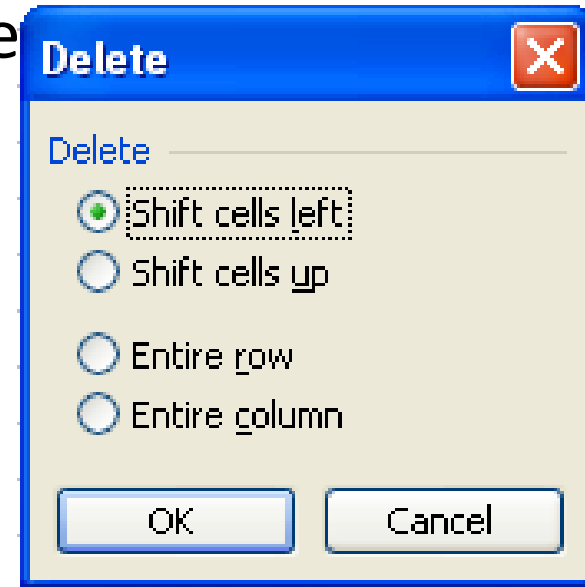 e
Delete
Delete
Shift cells left
Shift cells up
Entire row
Entire column
OK Cancel